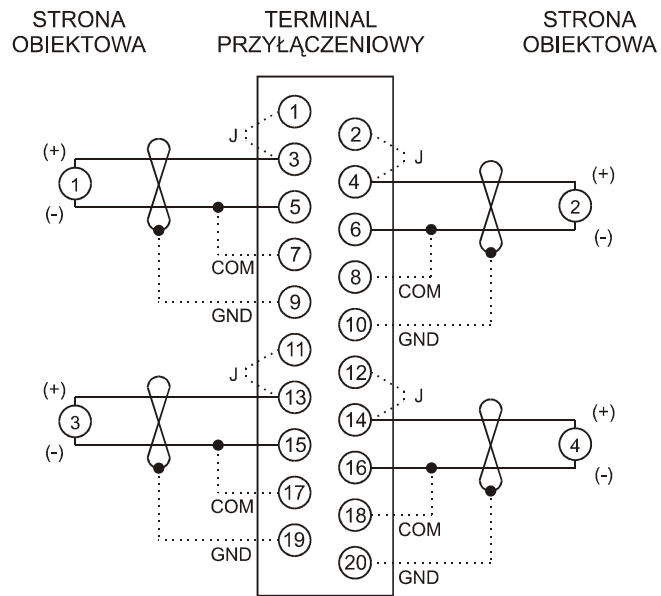 STRONA
OBIEKTOWA
TERMINAL
PRZYŁĄCZENIOWY
STRONA
OBIEKTOWA
1
2
J
J
(+)
3
4
(+)
1
2
(-)
5
6
(-)
7
8
COM
COM
9
10
GND
GND
11
12
J
J
(+)
13
14
(+)
3
4
(-)
15
16
(-)
17
18
COM
COM
19
20
GND
GND